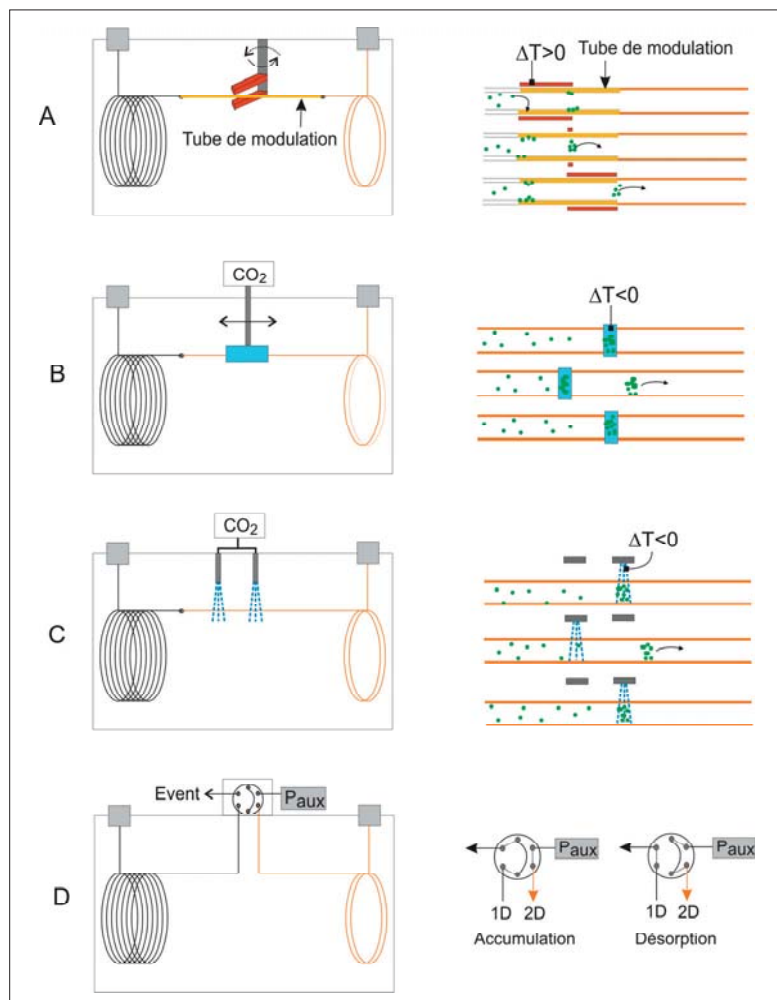 A
Tube de modulation
ΔT>0
Tube de modulation
B
CO2
ΔT<0
C
CO2
ΔT<0
D
Event
Paux
Paux
Paux
1D 2D
1D 2D
Accumulation
Désorption